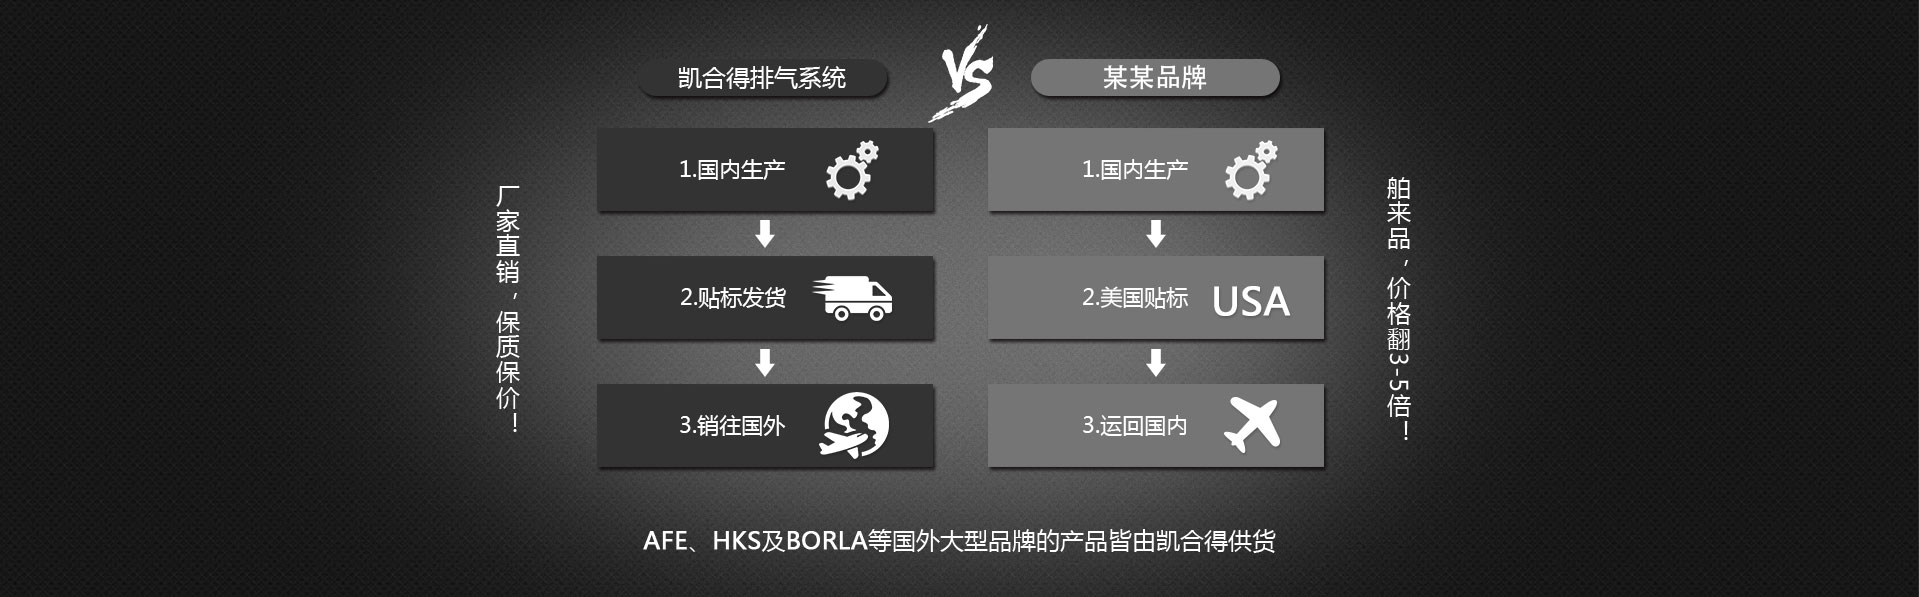 凯合得排气系统
VS
某某品牌
厂家直销，保质保价！
1.国内生产
2.贴标发货
3.销往国外
1.国内生产
2.美国贴标
USA
3.运回国内
舶来品，价格翻3-5倍！
AFE、HKS及BORLA等国外大型品牌的产品皆由凯合得供货